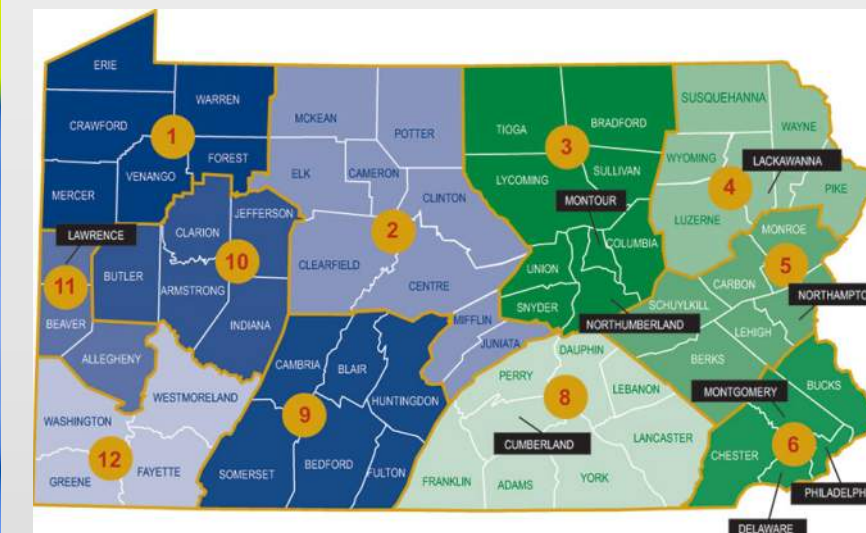 ERIE
WARREN
CRAWFORD
1
VENANGO
FOREST
MERCER
LAWRENCE
11
BEAVER
ALLEGHENY
BUTLER
CLARION
JEFFERSON
10
ARMSTRONG
INDIANA
MCKEAN
POTTER
ELK
CAMERON
CLINTON
2
CLEARFIELD
CENTRE
MIFFLIN
JUNIATA
TIOGA
BRADFORD
3
LYCOMING
SULLIVAN
MONTOUR
COLUMBIA
UNION
SNYDER
NORTHUMBERLAND
SUSQUEHANNA
WAYNE
WYOMING
LACKAWANNA
4
LUZERNE
PIKE
MONROE
5
CARBON
NORTHAMPTO
SCHUYLKILL
LEHIGH
BERKS
WASHINGTON
WESTMORELAND
12
GREENE
FAYETTE
CAMBRIA
BLAIR
HUNTINGDON
9
SOMERSET
BEDFORD
FULTON
PERRY
DAUPHIN
8
LEBANON
CUMBERLAND
LANCASTER
FRANKLIN
ADAMS
YORK
MONTGOMERY
BUCKS
CHESTER
6
PHILADELPH
DELAWARE